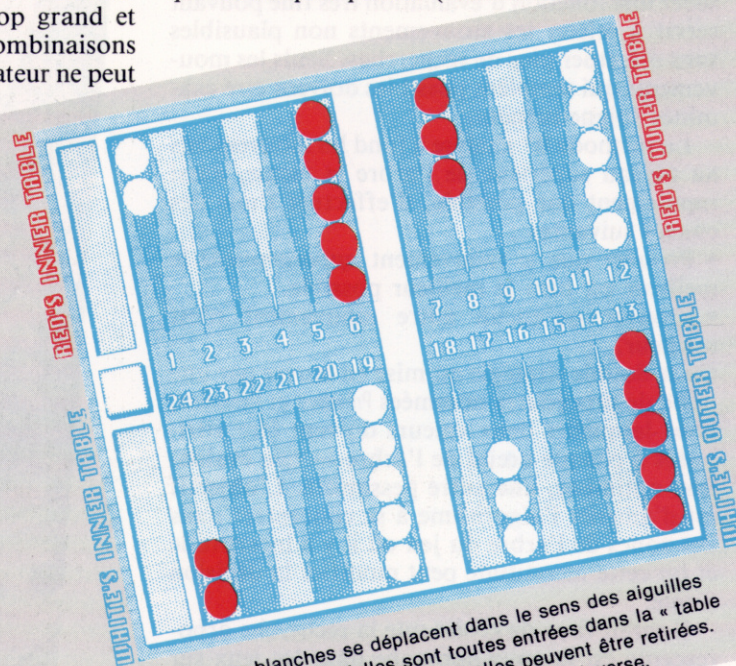 op grand et
ombinaisons
ateur ne peut
RED'S INNER TABLE
RED'S OUTER TABLE
1 2 3 4 5 6
7 8 9 10 11 12
24 23 22 21 20 19
18 17 16 15 14 13
WHITE'S INNER TABLE
WHITE'S OUTER TABLE
blanches se déplacent dans le sens des aiguilles
elles sont toutes entrées dans la « table
elles peuvent être retirées.
verse.